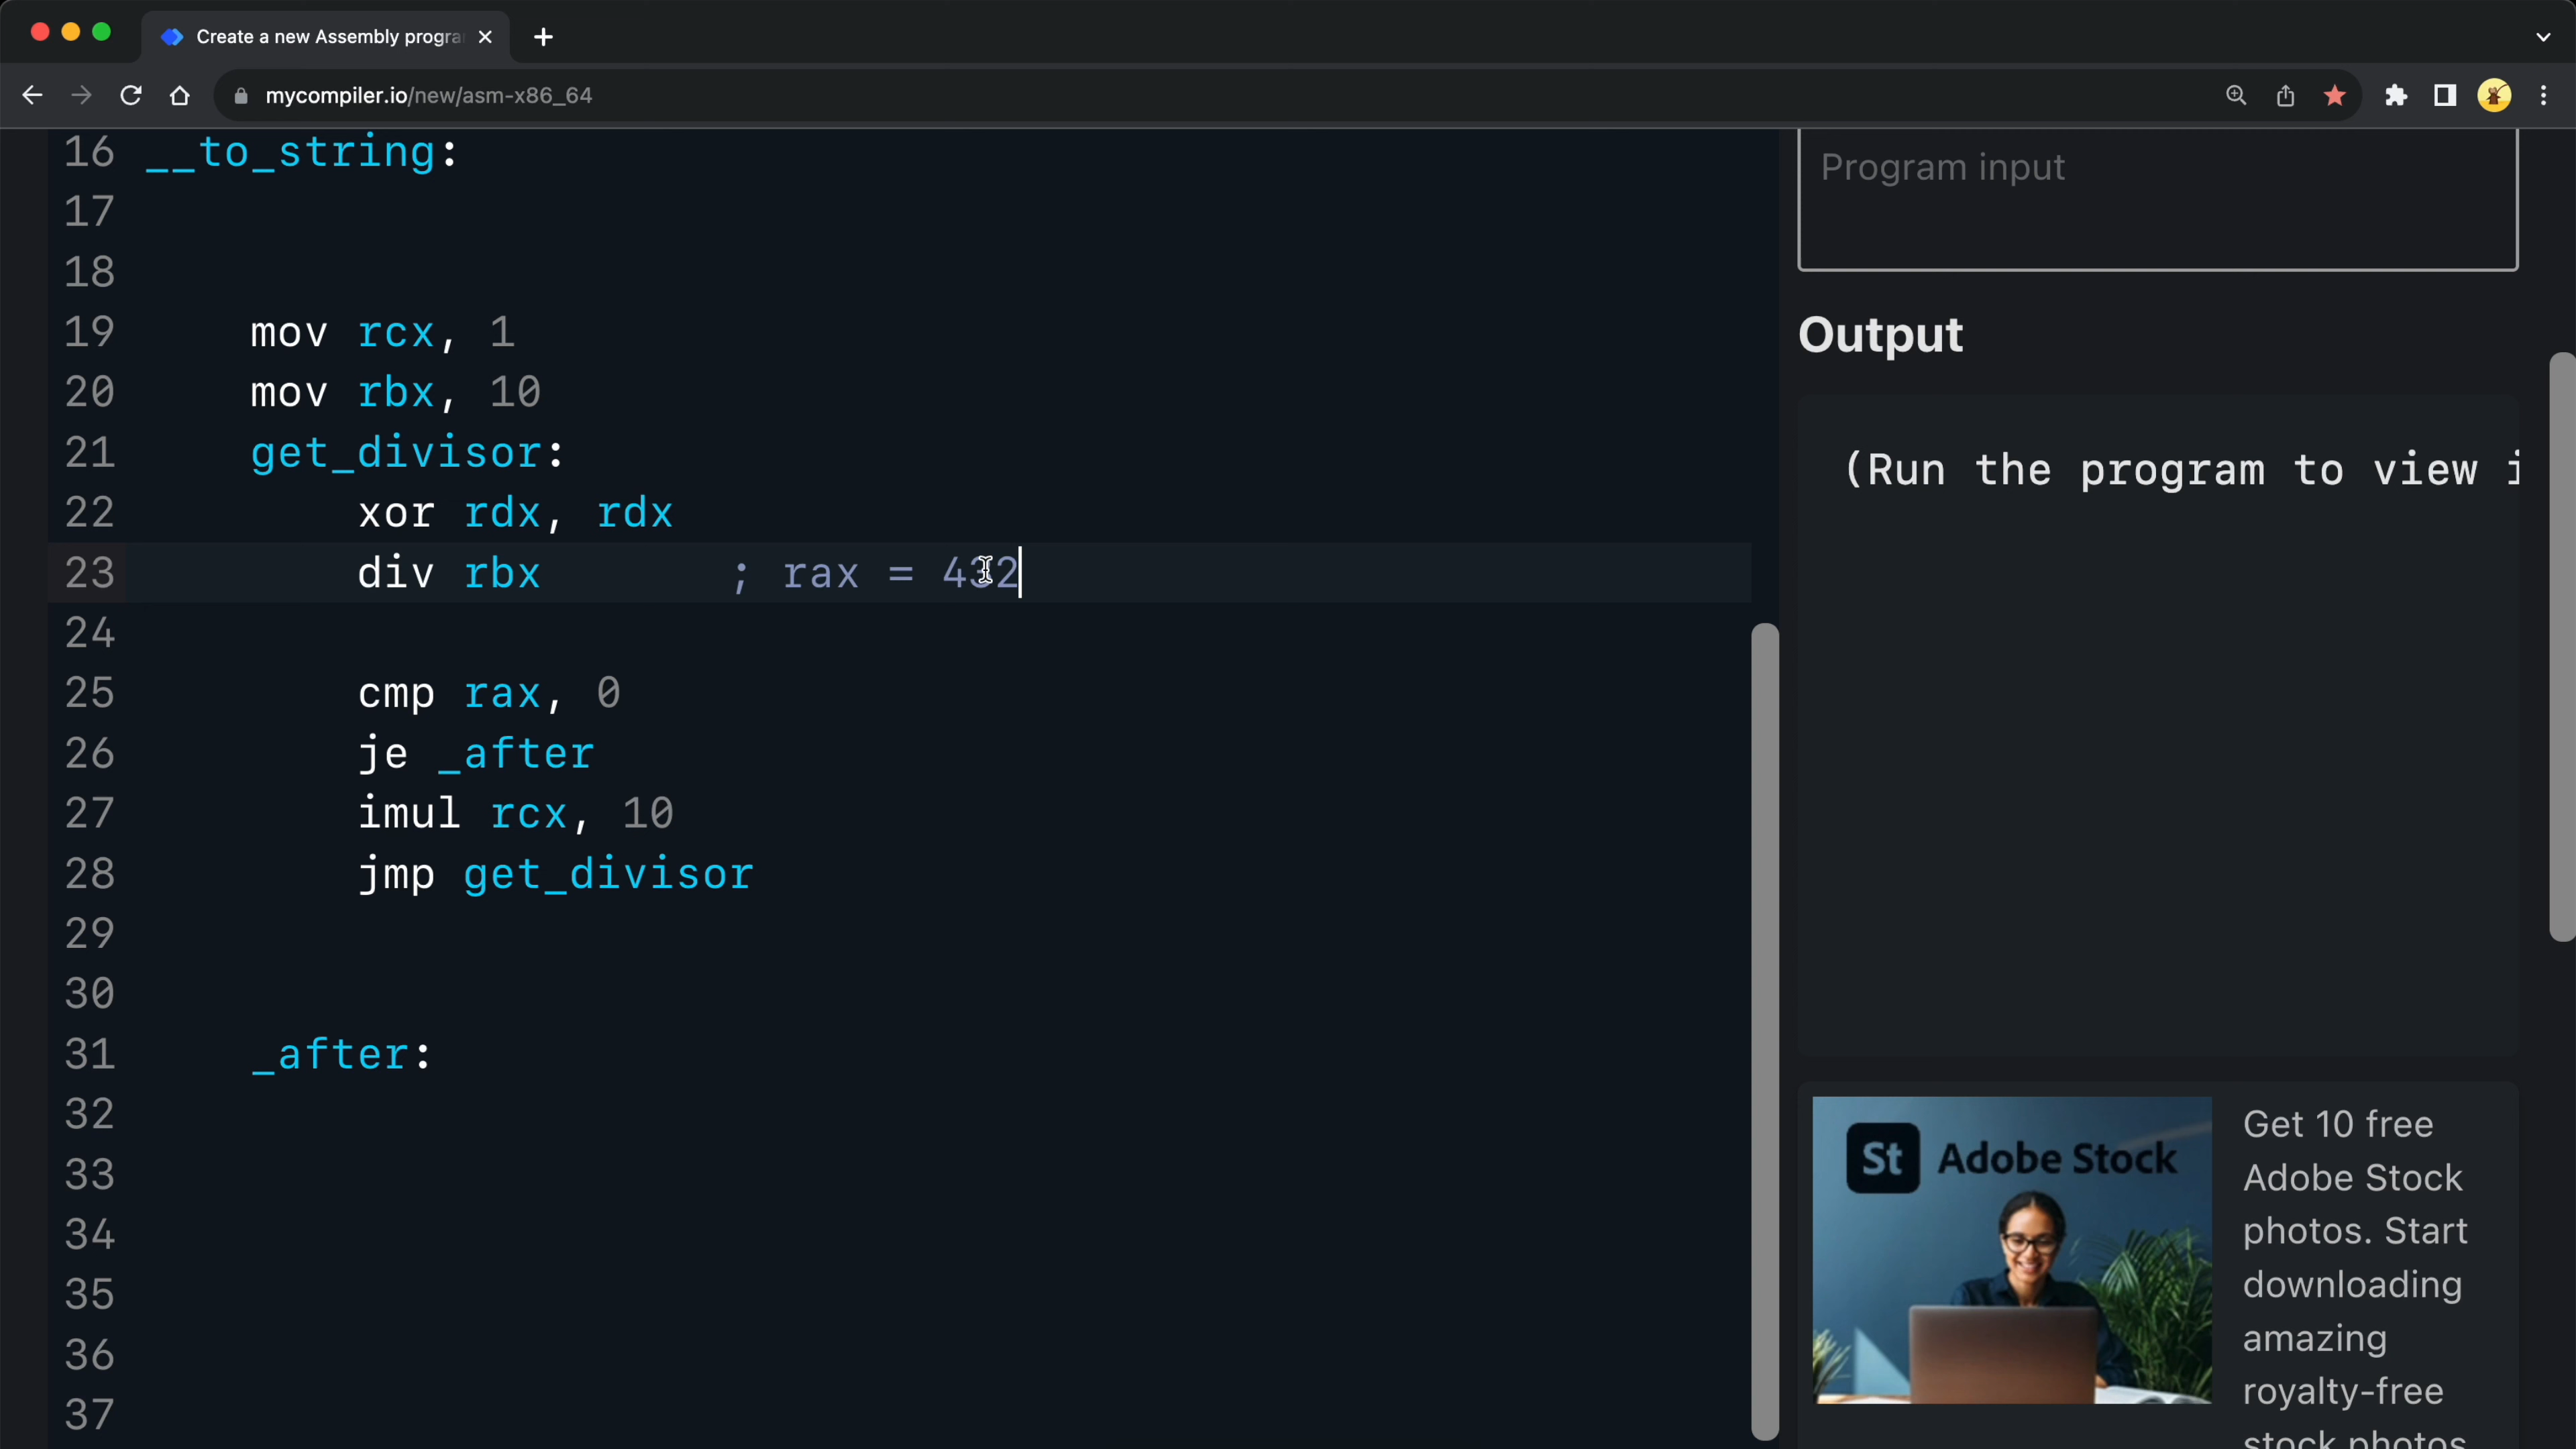 Create a new Assembly progra
mycompiler.io/new/asm-x86_64
16 __to_string:
17
18
19 mov rcx, 1
20 mov rbx, 10
21 get_divisor:
22 xor rdx, rdx
23 div rbx ; rax = 432
24
25 cmp rax, 0
26 je _after
27 imul rcx, 10
28 jmp get_divisor
29
30
31 _after:
32
33
34
35
36
37
Program input
Output
(Run the program to view i
St Adobe Stock
Get 10 free
Adobe Stock
photos. Start
downloading
amazing
royalty-free
stock photos